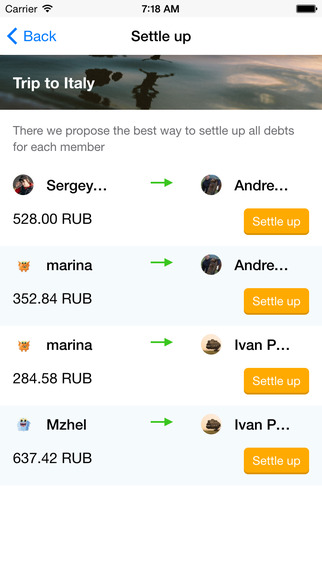 Carrier 7:18 AM
Back Settle up
Trip to Italy
There we propose the best way to settle up all debts
for each member
Sergey… Andre…
528.00 RUB Settle up
marina Andre…
352.84 RUB Settle up
marina Ivan P…
284.58 RUB Settle up
Mzhel Ivan P…
637.42 RUB Settle up